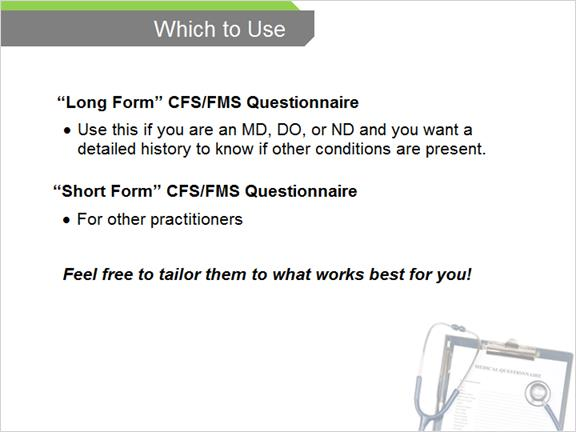 Which to Use
“Long Form” CFS/FMS Questionnaire
● Use this if you are an MD, DO, or ND and you want a
detailed history to know if other conditions are present.
“Short Form” CFS/FMS Questionnaire
● For other practitioners
Feel free to tailor them to what works best for you!
MEDICAL QUESTIONNAIRE